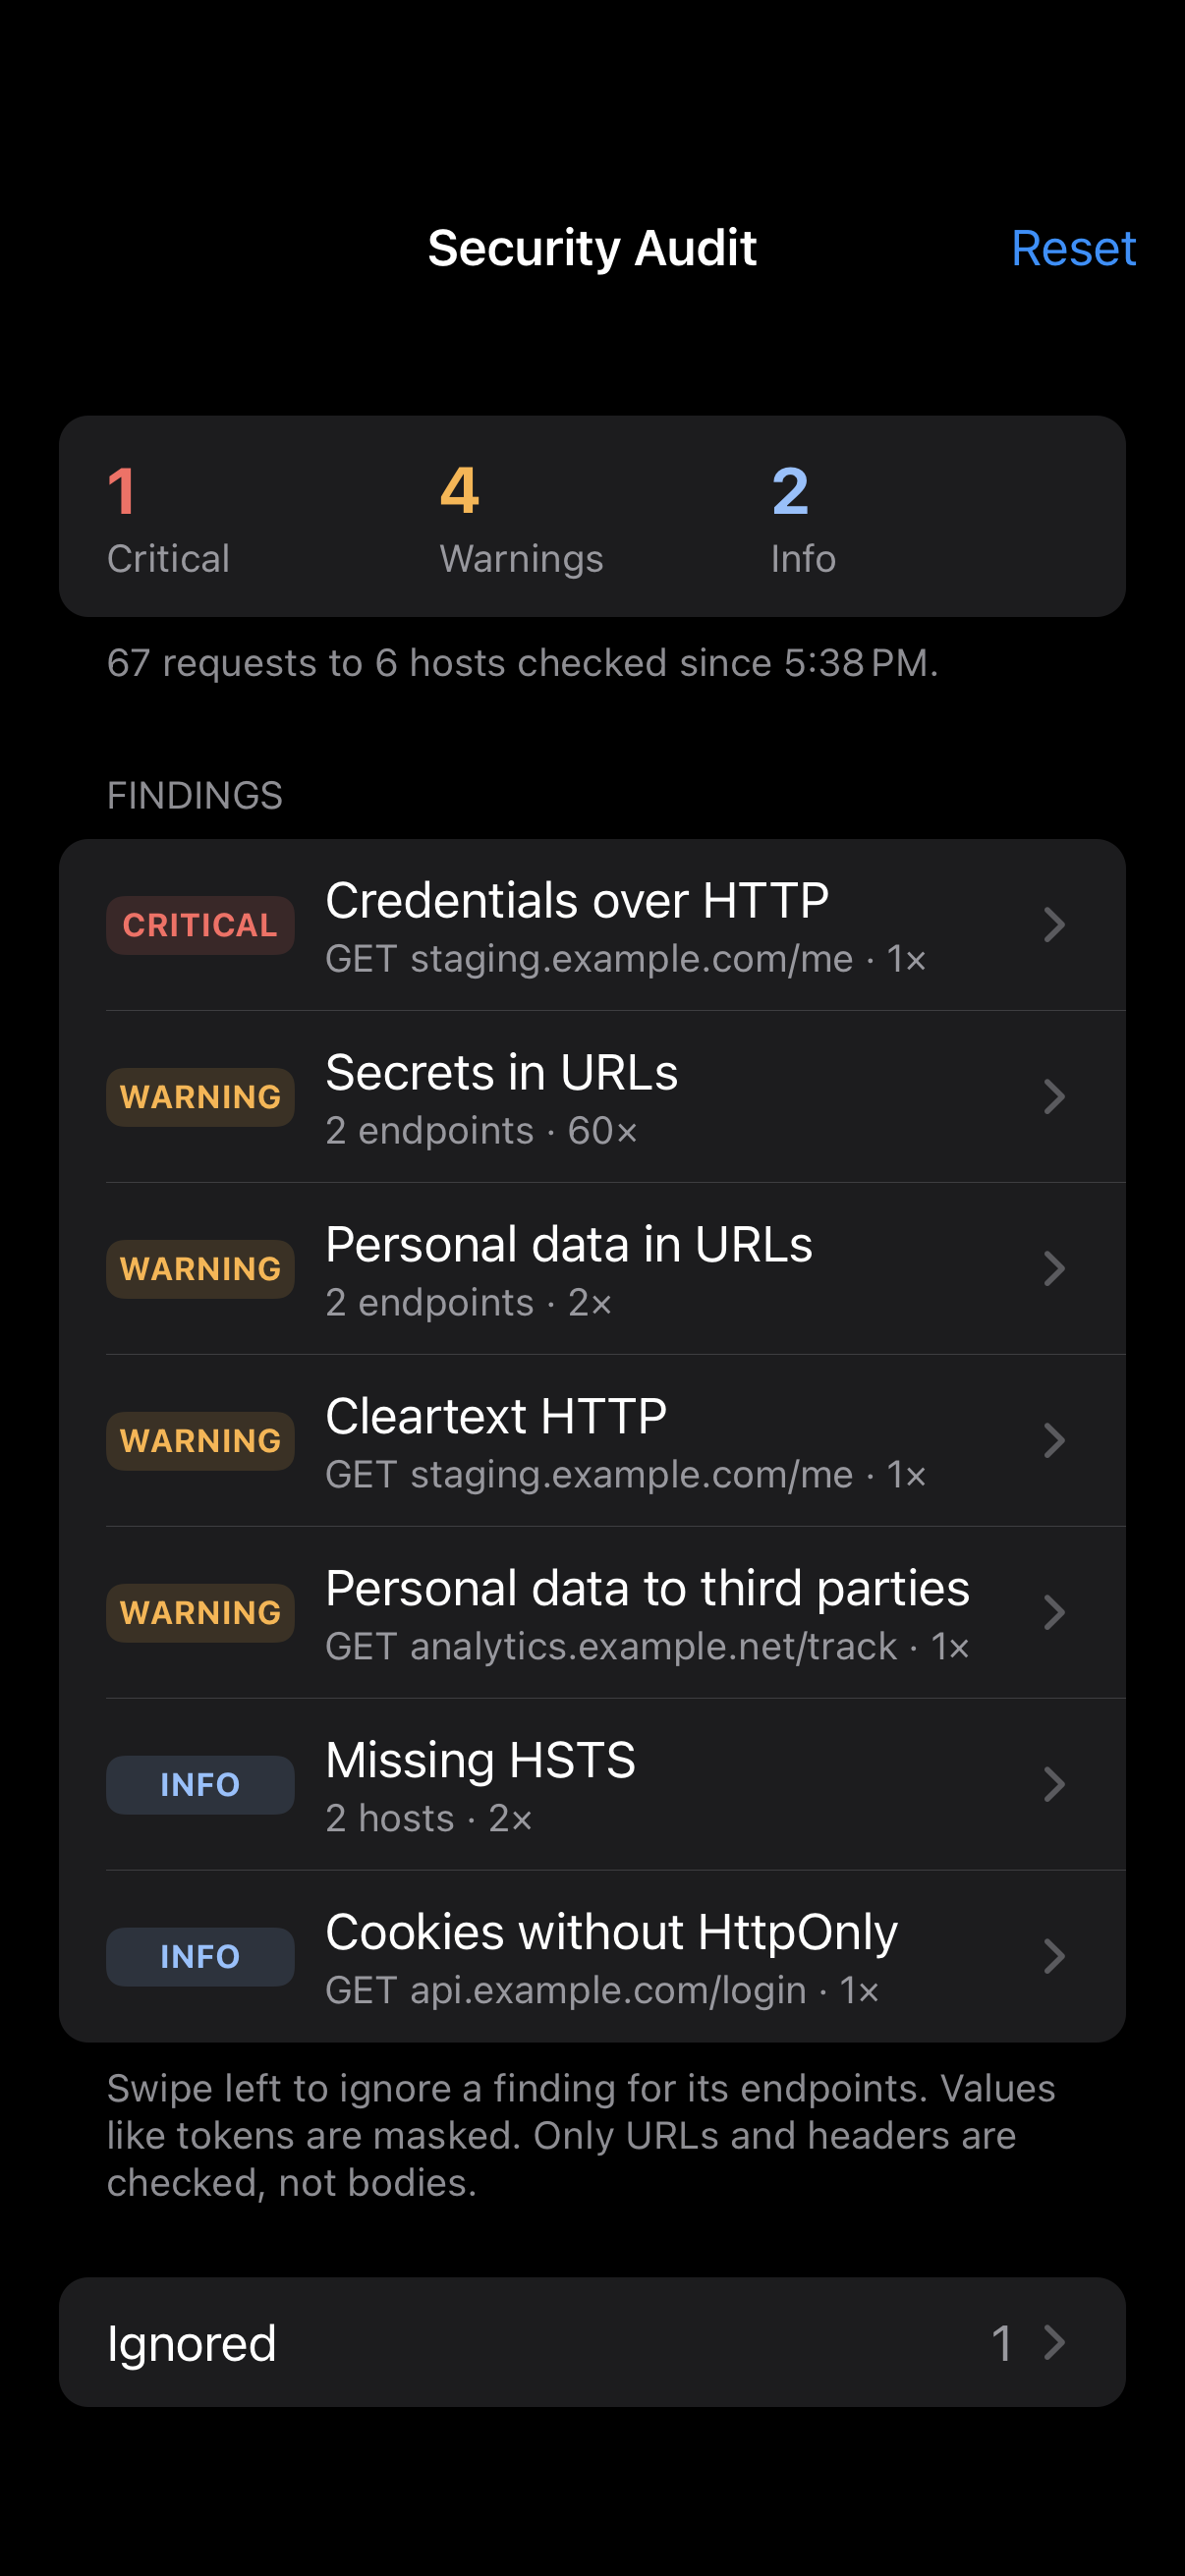 Security Audit
Reset
1
Critical
4
Warnings
2
Info
67 requests to 6 hosts checked since 5:38 PM.
FINDINGS
CRITICAL
Credentials over HTTP
GET staging.example.com/me · 1×
WARNING
Secrets in URLs
2 endpoints · 60×
WARNING
Personal data in URLs
2 endpoints · 2×
WARNING
Cleartext HTTP
GET staging.example.com/me · 1×
WARNING
Personal data to third parties
GET analytics.example.net/track · 1×
INFO
Missing HSTS
2 hosts · 2×
INFO
Cookies without HttpOnly
GET api.example.com/login · 1×
Swipe left to ignore a finding for its endpoints. Values
like tokens are masked. Only URLs and headers are
checked, not bodies.
Ignored
1